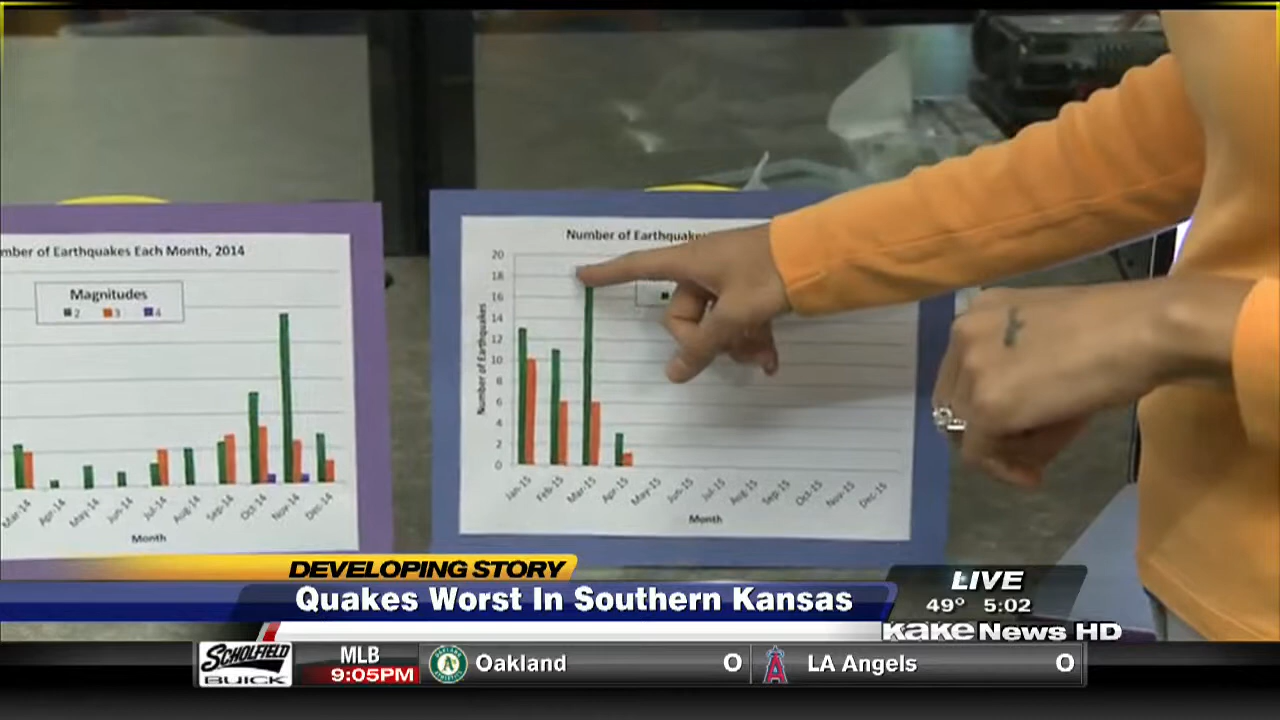 mber of Earthquakes Each Month, 2014
Magnitudes
2 3 4
Mar-14 Apr-14 May-14 Jun-14 Jul-14 Aug-14 Sep-14 Oct-14 Nov-14 Dec-14
Month
Number of Earthquakes
20
18
16
14
12
10
8
6
4
2
0
Number of Earthquakes
Jan-15 Feb-15 Mar-15 Apr-15 May-15 Jun-15 Jul-15 Aug-15 Sep-15 Oct-15 Nov-15 Dec-15
Month
DEVELOPING STORY
Quakes Worst In Southern Kansas
LIVE
49° 5:02
KAKE NEWS HD
SCHOLFIELD
BUICK
MLB
9:05PM
Oakland 0
LA Angels 0